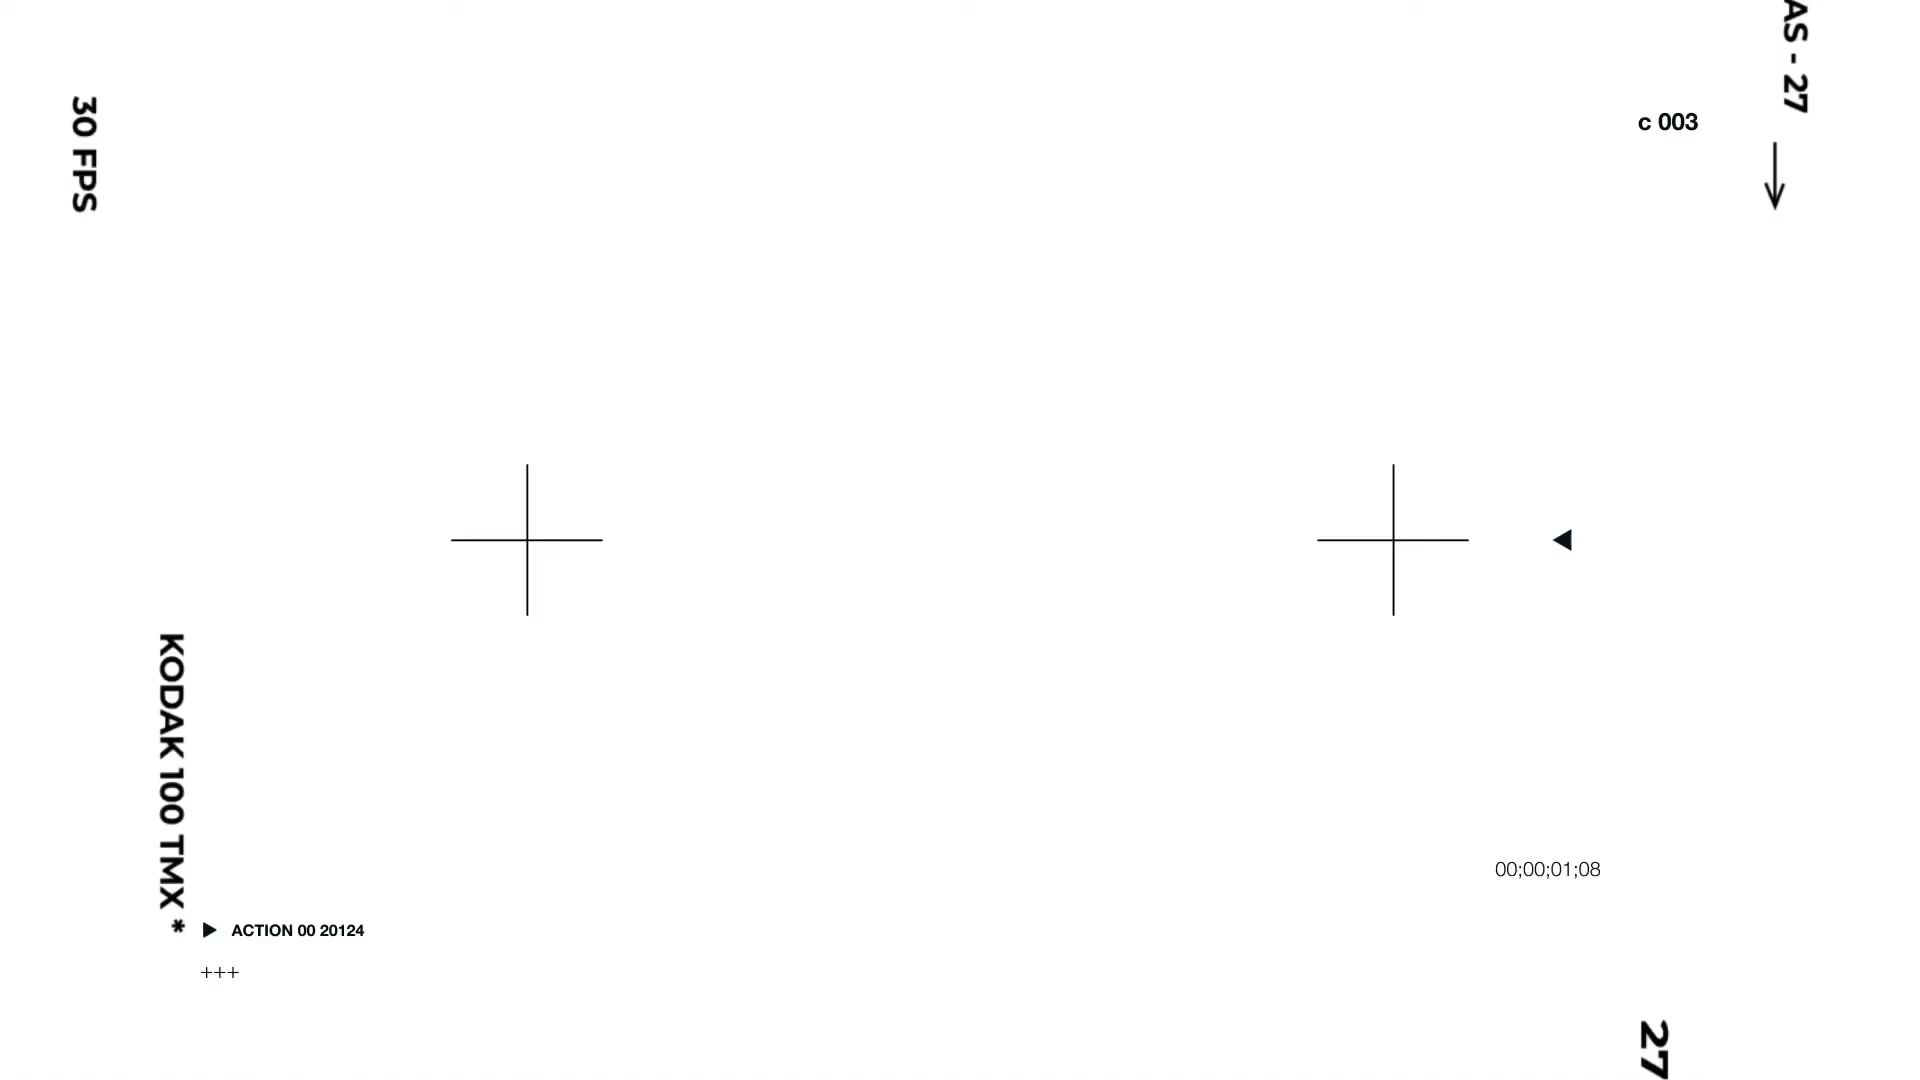 AS - 27
30 FPS
c 003
KODAK 100 TMX *
00;00;01;08
ACTION 00 20124
+++
27